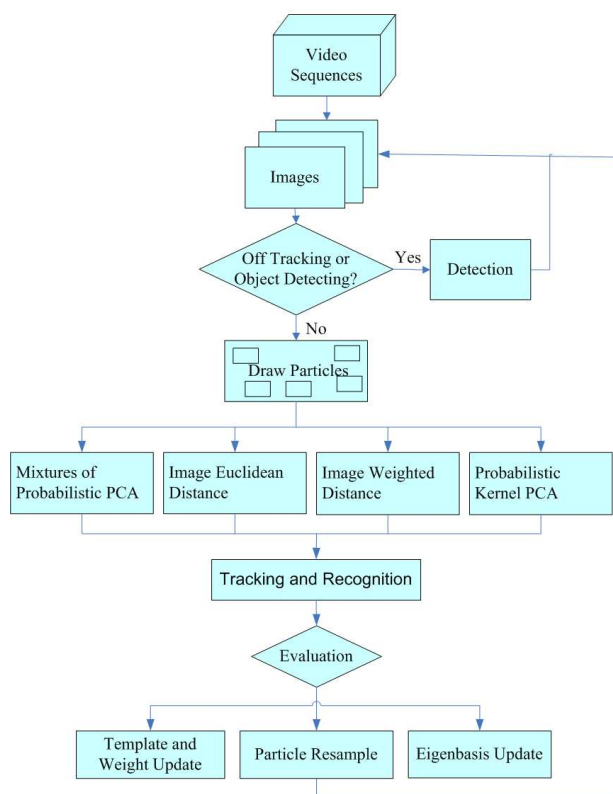 Video
Sequences
Images
Off Tracking or
Object Detecting?
Yes
Detection
No
Draw Particles
Mixtures of
Probabilistic PCA
Image Euclidean
Distance
Image Weighted
Distance
Probabilistic
Kernel PCA
Tracking and Recognition
Evaluation
Template and
Weight Update
Particle Resample
Eigenbasis Update